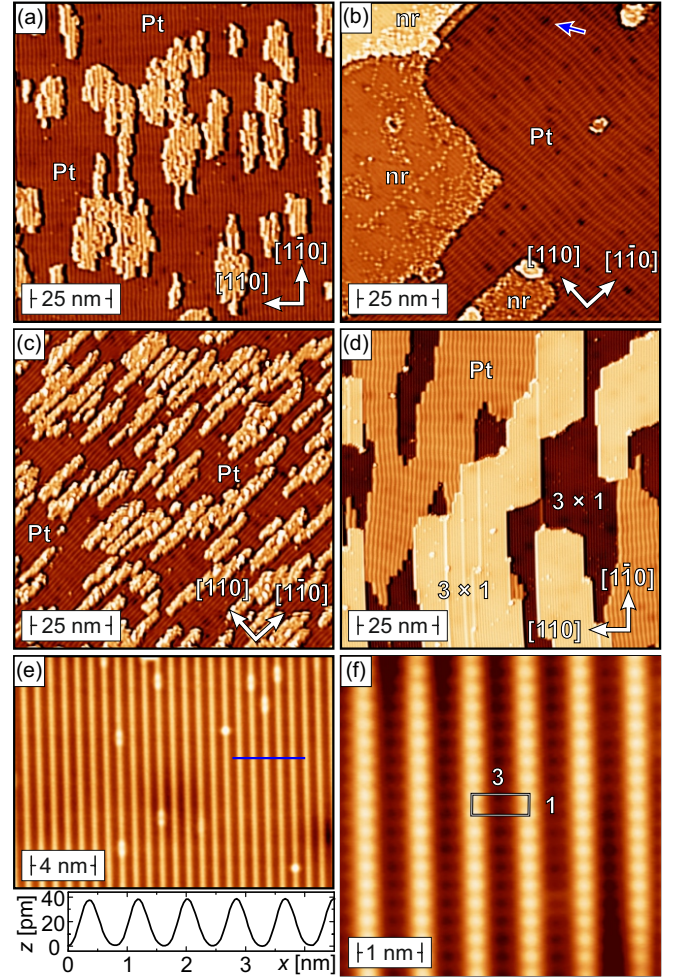 (a)
Pt
Pt
[110]
[11̅0]
25 nm
(b)
nr
nr
Pt
nr
[110]
[11̅0]
25 nm
(c)
Pt
Pt
[110]
[11̅0]
25 nm
(d)
Pt
3 × 1
3 × 1
[110]
[11̅0]
25 nm
(e)
4 nm
z [pm]
40
20
0
0
1
2
3
x [nm]
(f)
3
1
1 nm